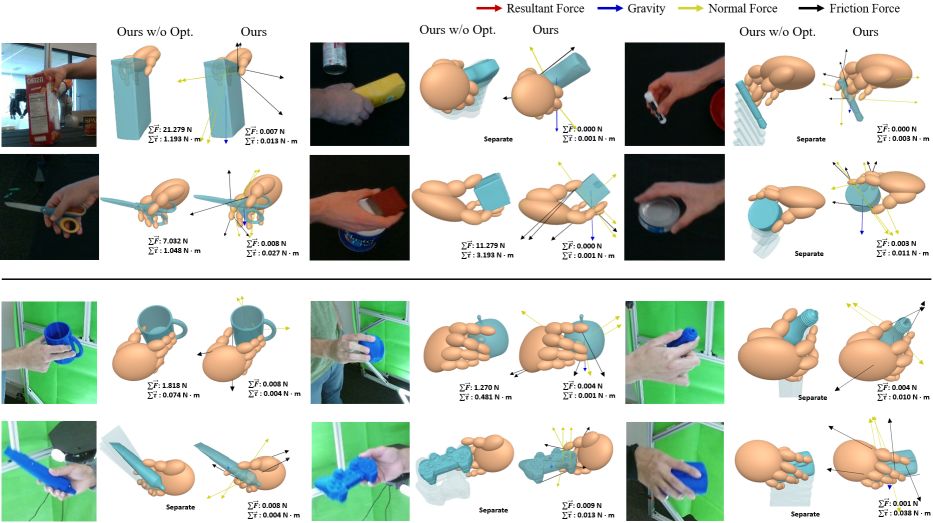 Resultant Force Gravity Normal Force Friction Force
Ours w/o Opt. Ours Ours w/o Opt. Ours Ours w/o Opt. Ours
∑F⃗: 21.279 N
∑τ⃗: 1.193 N · m
∑F⃗: 0.007 N
∑τ⃗: 0.013 N · m
Separate
∑F⃗: 0.000 N
∑τ⃗: 0.001 N · m
Separate
∑F⃗: 0.000 N
∑τ⃗: 0.003 N · m
∑F⃗: 7.032 N
∑τ⃗: 1.048 N · m
∑F⃗: 0.008 N
∑τ⃗: 0.027 N · m
∑F⃗: 11.279 N
∑τ⃗: 3.193 N · m
∑F⃗: 0.000 N
∑τ⃗: 0.001 N · m
Separate
∑F⃗: 0.003 N
∑τ⃗: 0.011 N · m
∑F⃗: 1.818 N
∑τ⃗: 0.074 N · m
∑F⃗: 0.008 N
∑τ⃗: 0.004 N · m
∑F⃗: 1.270 N
∑τ⃗: 0.481 N · m
∑F⃗: 0.004 N
∑τ⃗: 0.001 N · m
Separate
∑F⃗: 0.004 N
∑τ⃗: 0.010 N · m
Separate
∑F⃗: 0.008 N
∑τ⃗: 0.004 N · m
Separate
∑F⃗: 0.009 N
∑τ⃗: 0.013 N · m
Separate
∑F⃗: 0.001 N
∑τ⃗: 0.038 N · m